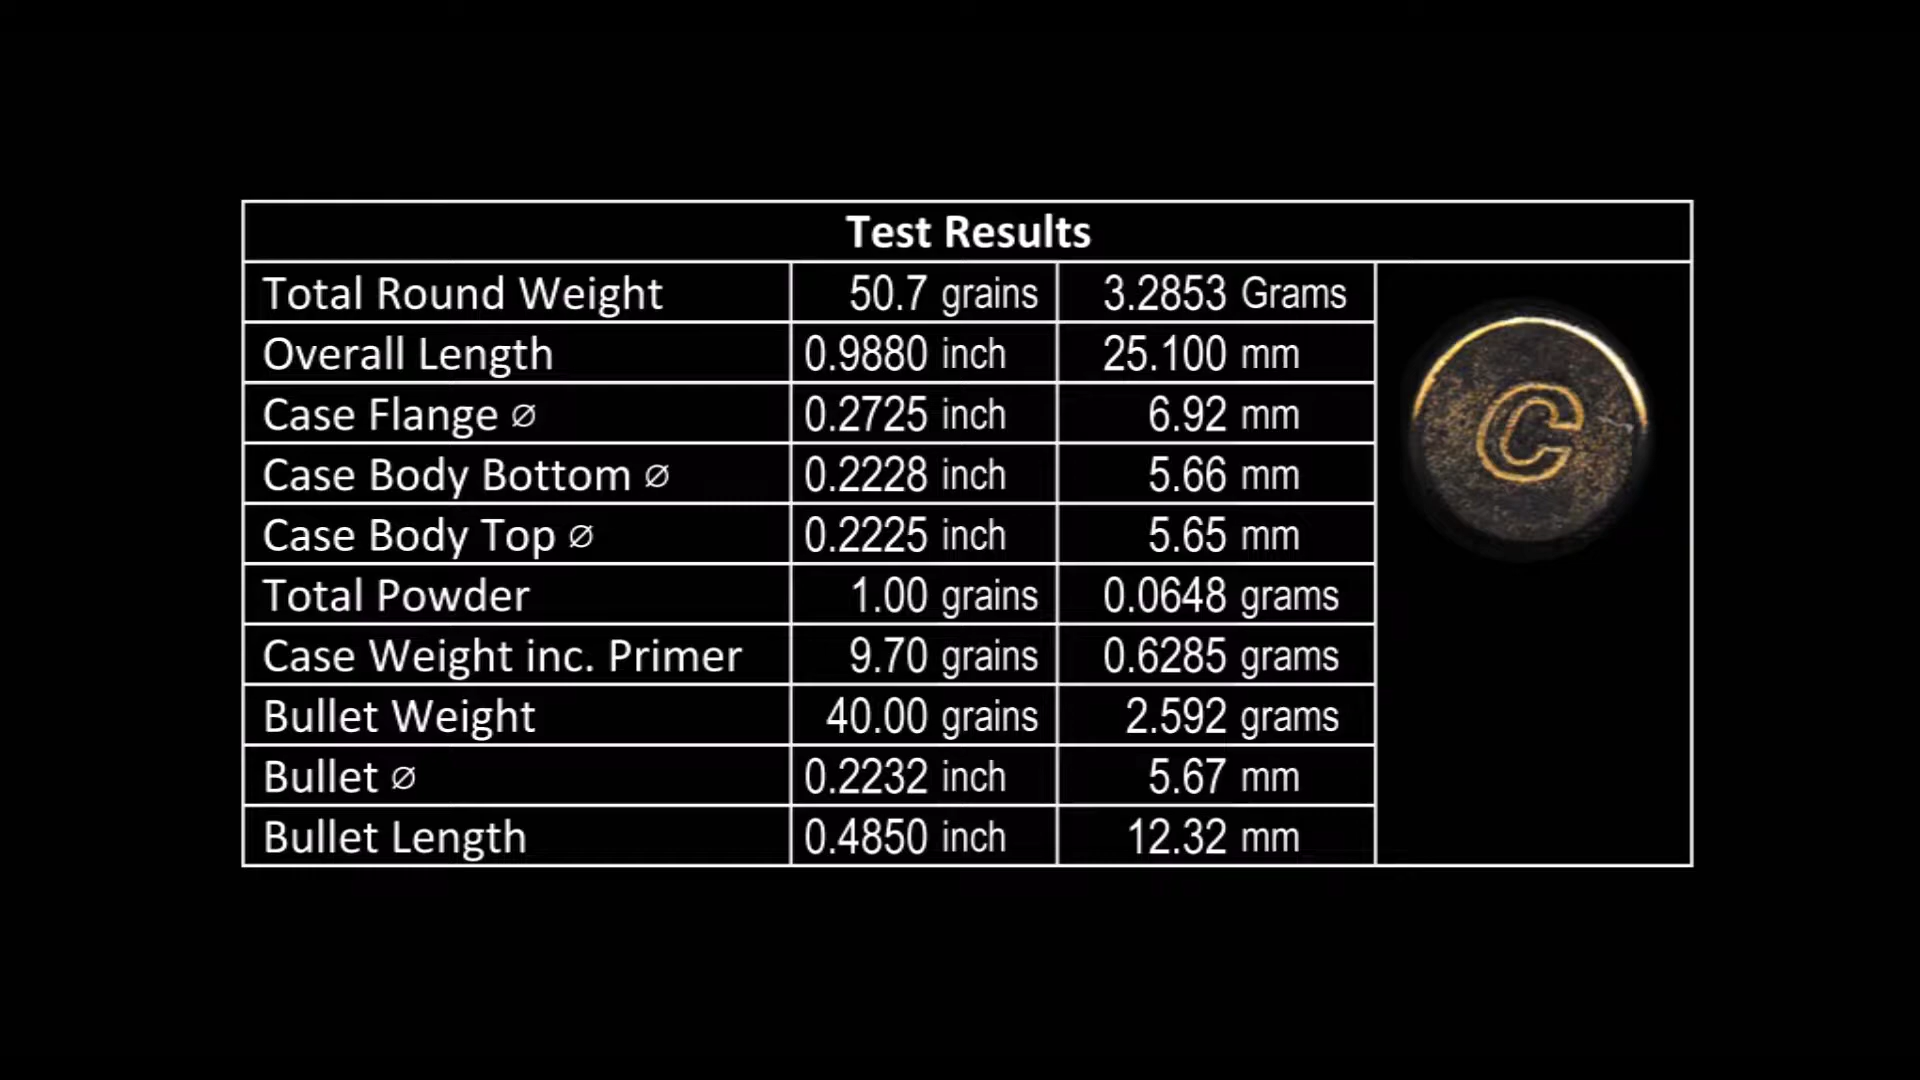 Test Results
Total Round Weight 50.7 grains 3.2853 Grams
Overall Length 0.9880 inch 25.100 mm
Case Flange ∅ 0.2725 inch 6.92 mm
Case Body Bottom ∅ 0.2228 inch 5.66 mm
Case Body Top ∅ 0.2225 inch 5.65 mm
Total Powder 1.00 grains 0.0648 grams
Case Weight inc. Primer 9.70 grains 0.6285 grams
Bullet Weight 40.00 grains 2.592 grams
Bullet ∅ 0.2232 inch 5.67 mm
Bullet Length 0.4850 inch 12.32 mm
C